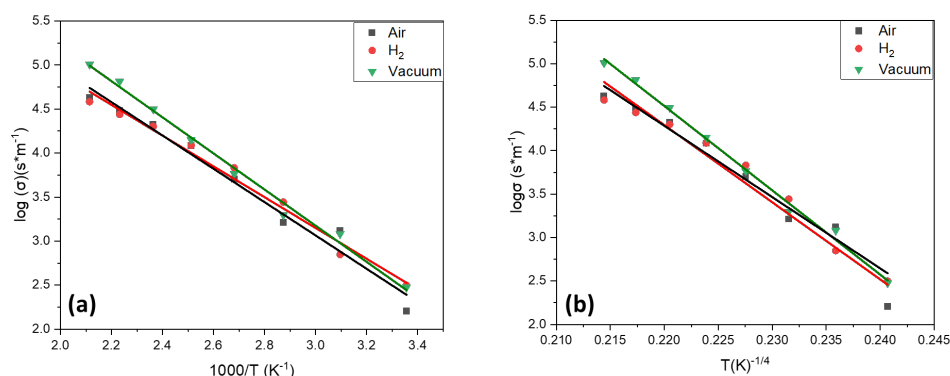 5.5
5.0
4.5
4.0
3.5
3.0
2.5
2.0
log (σ)(s*m-1)
Air
H2
Vacuum
(a)
2.0 2.2 2.4 2.6 2.8 3.0 3.2 3.4
1000/T (K-1)
5.5
5.0
4.5
4.0
3.5
3.0
2.5
2.0
logσ (s*m-1)
Air
H2
Vacuum
(b)
0.210 0.215 0.220 0.225 0.230 0.235 0.240 0.245
T(K)-1/4